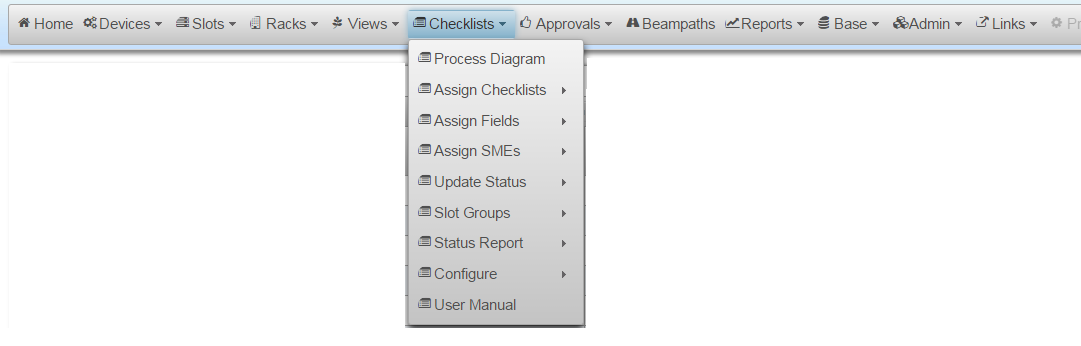 Home Devices Slots Racks Views Checklists Approvals Beampaths Reports Base Admin Links
Process Diagram
Assign Checklists
Assign Fields
Assign SMEs
Update Status
Slot Groups
Status Report
Configure
User Manual